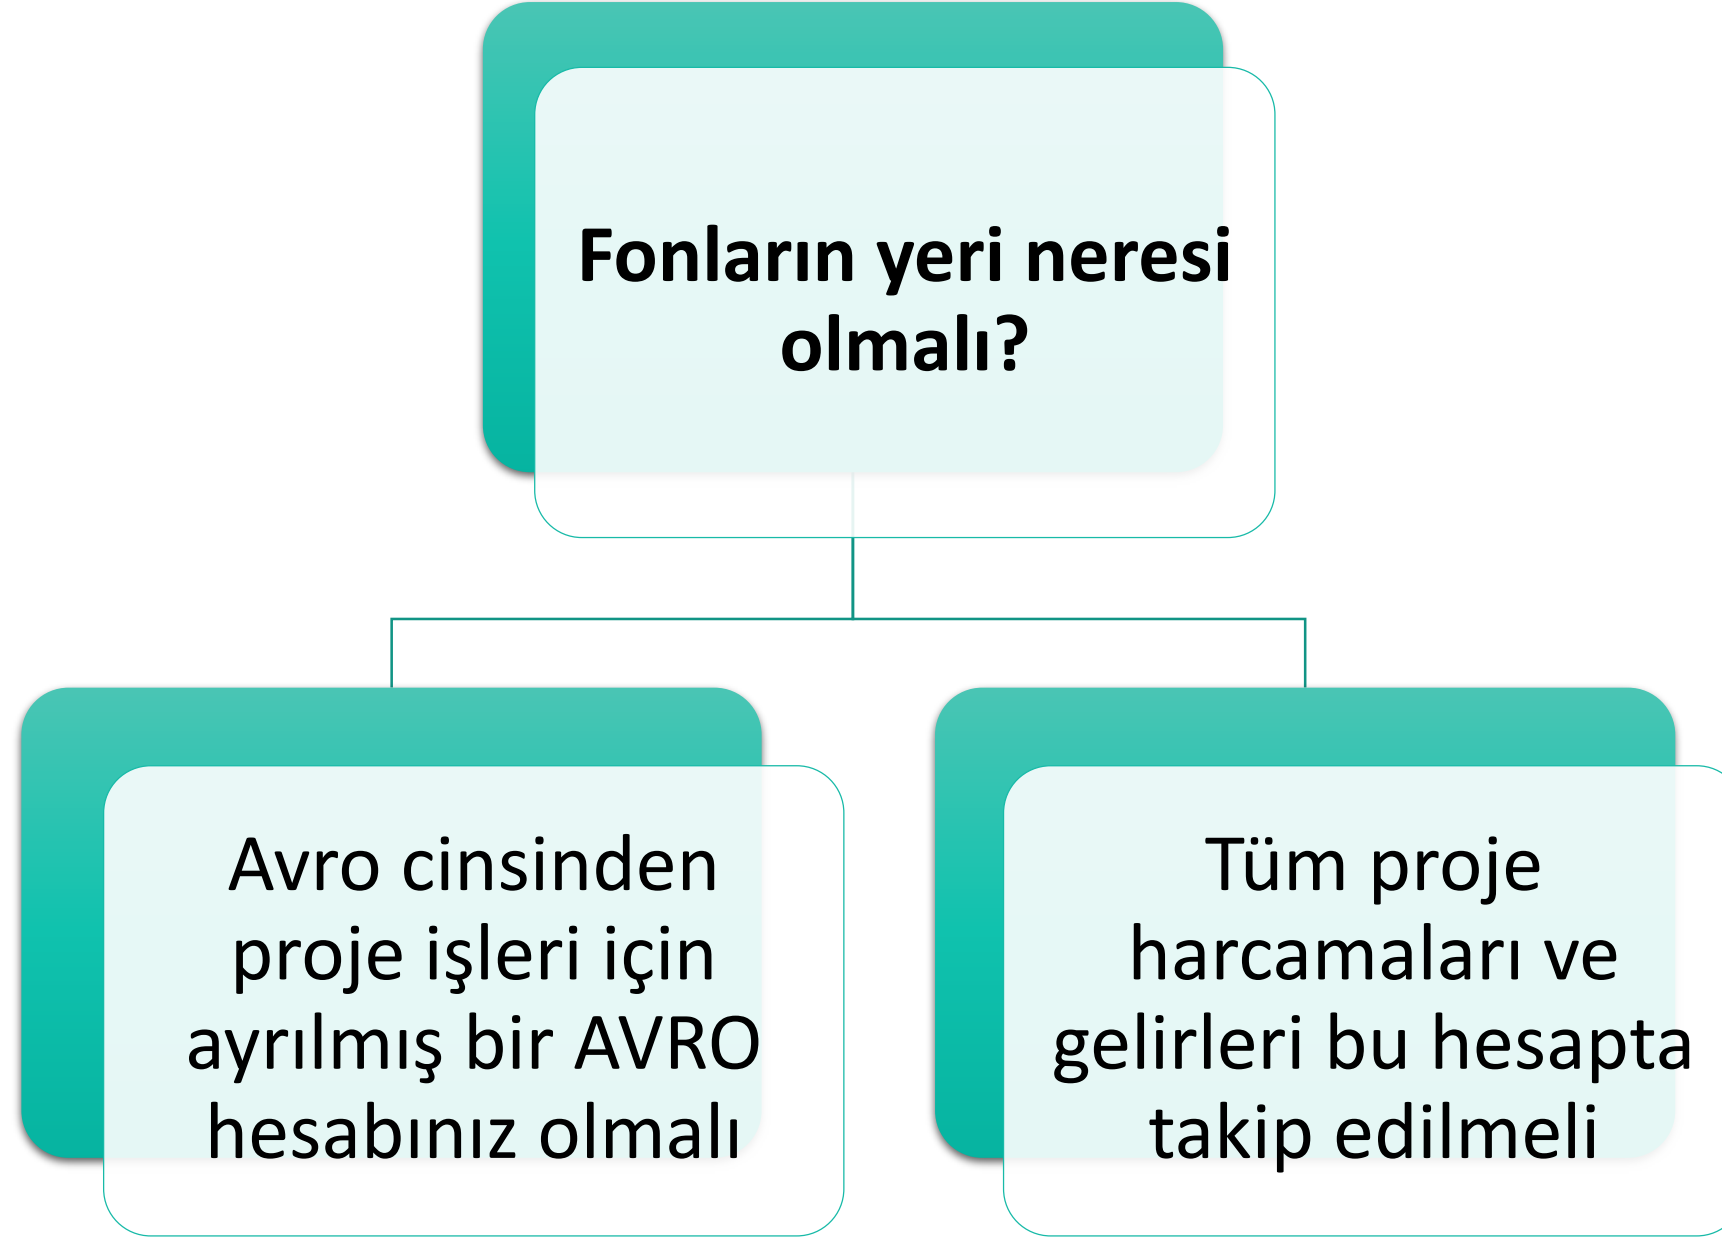 Fonların yeri neresi
olmalı?
Avro cinsinden
proje işleri için
ayrılmış bir AVRO
hesabınız olmalı
Tüm proje
harcamaları ve
gelirleri bu hesapta
takip edilmeli